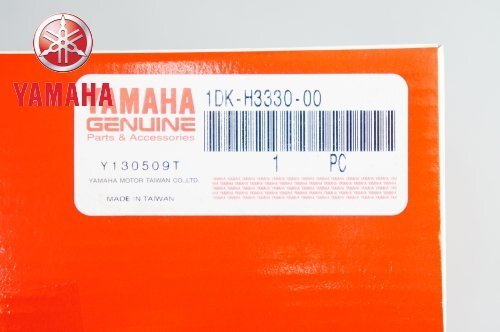 YAMAHA
YAMAHA
GENUINE
Parts & Accessories
1DK-H3330-00
1 PC
Y130509T
YAMAHA MOTOR TAIWAN CO.,LTD.
MADE IN TAIWAN